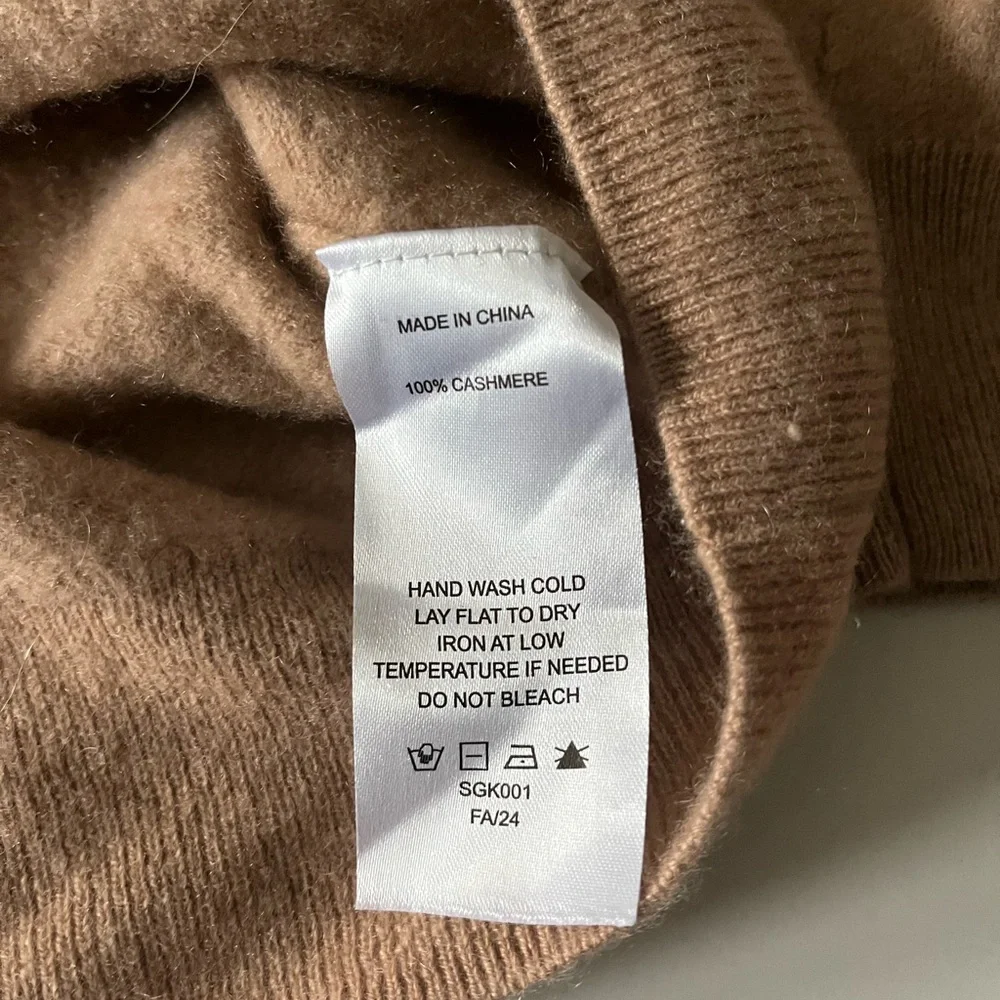 MADE IN CHINA
100% CASHMERE
HAND WASH COLD
LAY FLAT TO DRY
IRON AT LOW
TEMPERATURE IF NEEDED
DO NOT BLEACH
SGK001
FA/24